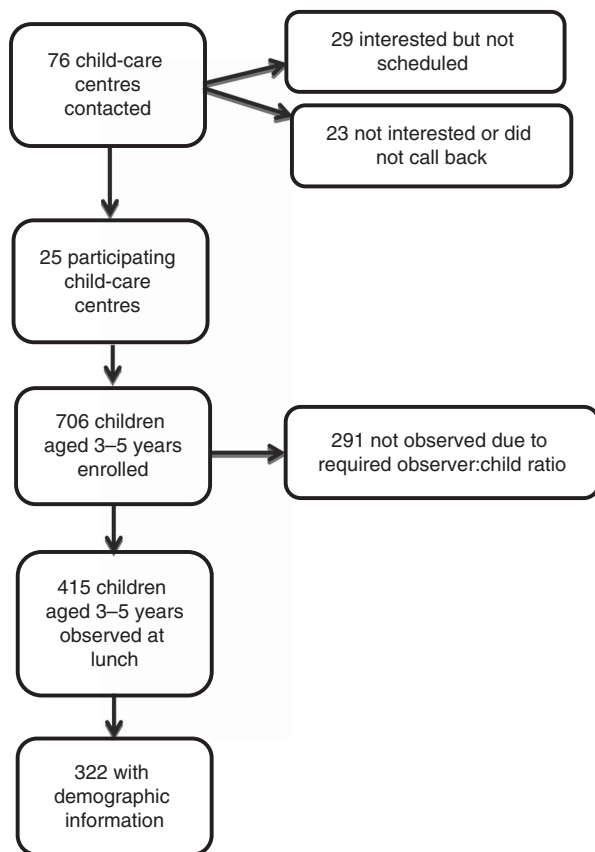 76 child-care
centres
contacted
29 interested but not
scheduled
23 not interested or did
not call back
25 participating
child-care
centres
706 children
aged 3–5 years
enrolled
291 not observed due to
required observer:child ratio
415 children
aged 3–5 years
observed at
lunch
322 with
demographic
information